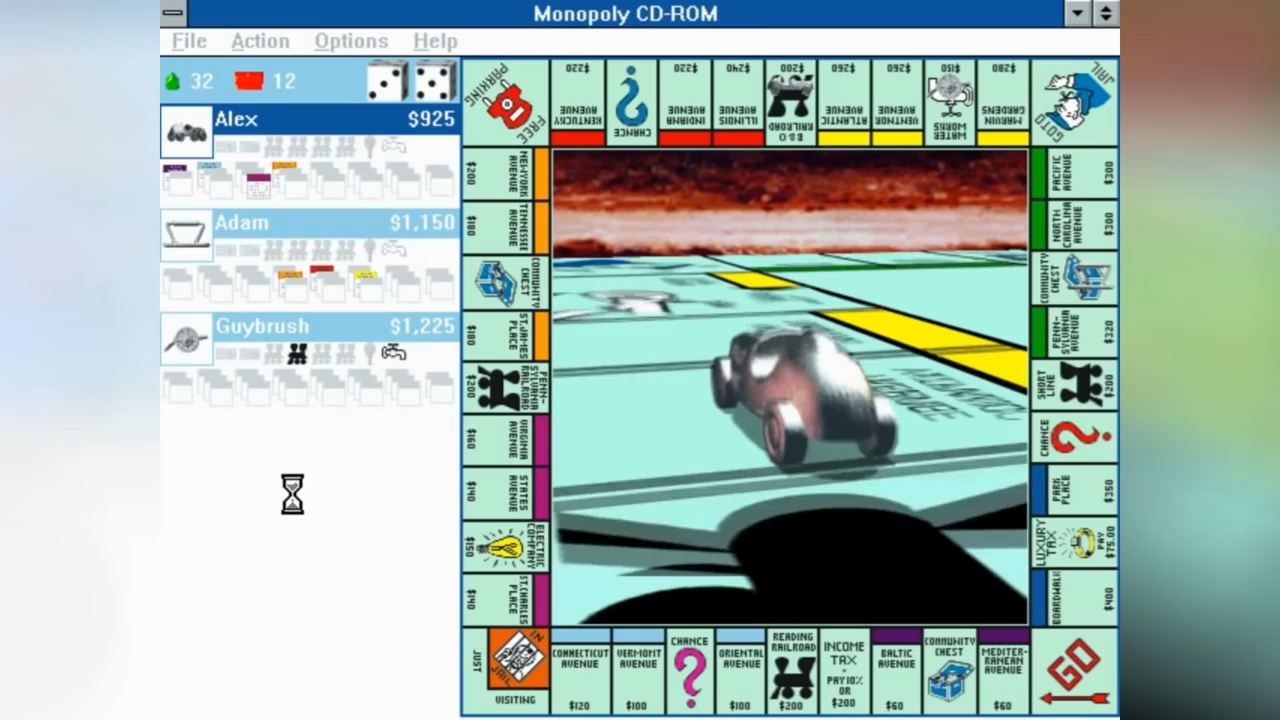 Monopoly CD-ROM
File Action Options Help
32 12
Alex $925
Adam $1,150
Guybrush $1,225
FREE PARKING
$220 KENTUCKY AVENUE
CHANCE
$220 INDIANA AVENUE
$240 ILLINOIS AVENUE
$200 B & O RAILROAD
$260 ATLANTIC AVENUE
$260 VENTNOR AVENUE
$150 WATER WORKS
$280 MARVIN GARDENS
GO TO JAIL
$200 NEW YORK AVENUE
$180 TENNESSEE AVENUE
COMMUNITY CHEST
$180 ST. JAMES PLACE
$200 PENN- SYLVANIA RAILROAD
$160 VIRGINIA AVENUE
$140 STATES AVENUE
$150 ELECTRIC COMPANY
$140 ST. CHARLES PLACE
PACIFIC AVENUE $300
NORTH CAROLINA AVENUE $300
COMMUNITY CHEST
PENN- SYLVANIA AVENUE $320
SHORT LINE $200
CHANCE
PARK PLACE $350
LUXURY TAX PAY $75.00
BOARDWALK $400
JUST VISITING
IN JAIL
CONNECTICUT AVENUE $120
VERMONT AVENUE $100
CHANCE
ORIENTAL AVENUE $100
READING RAILROAD $200
INCOME TAX PAY 10% OR $200
BALTIC AVENUE $60
COMMUNITY CHEST
MEDITER- RANEAN AVENUE $60
GO